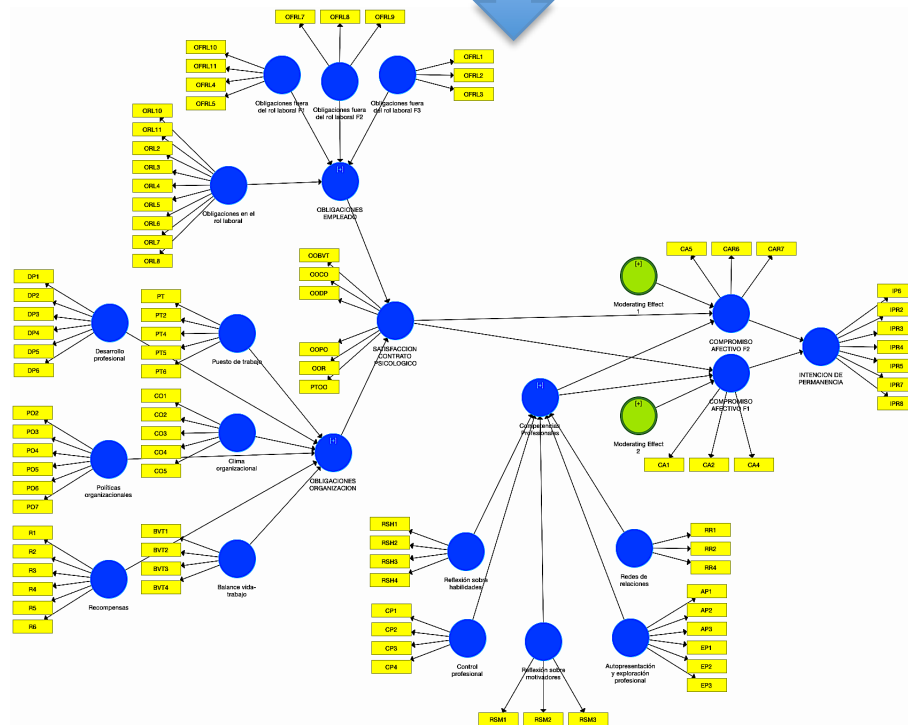 OFRL7
OFRL8
OFRL9
OFRL10
OFRL11
OFRL4
OFRL5
Obligaciones fuera
del rol laboral F1
Obligaciones fuera
del rol laboral F2
Obligaciones fuera
del rol laboral F3
OFRL1
OFRL2
OFRL3
ORL10
ORL11
ORL2
ORL3
ORL4
ORL5
ORL6
ORL7
ORL8
Obligaciones en el
rol laboral
[+]
OBLIGACIONES
EMPLEADO
OOBVT
OOCO
OODP
OOPO
OOR
PTOO
SATISFACCION
CONTRATO
PSICOLOGICO
DP1
DP2
DP3
DP4
DP5
DP6
Desarrollo
profesional
PT
PT2
PT4
PT5
PT6
Puesto de trabajo
PO2
PO3
PO4
PO5
PO6
PO7
Políticas
organizacionales
CO1
CO2
CO3
CO4
CO5
Clima
organizacional
[+]
OBLIGACIONES
ORGANIZACION
R1
R2
R3
R4
R5
R6
Recompensas
BVT1
BVT2
BVT3
BVT4
Balance vida-
trabajo
[+]
Moderating Effect
1
CA5
CAR6
CAR7
COMPROMISO
AFECTIVO F2
INTENCION DE
PERMANENCIA
IP6
IPR2
IPR3
IPR4
IPR5
IPR7
IPR8
COMPROMISO
AFECTIVO F1
[+]
Moderating Effect
2
CA1
CA2
CA4
[+]
Competencias
Profesionales
RSH1
RSH2
RSH3
RSH4
Reflexión sobre
habilidades
CP1
CP2
CP3
CP4
Control
profesional
Reflexión sobre
motivadores
RSM1
RSM2
RSM3
Redes de
relaciones
RR1
RR2
RR4
Autopresentación
y exploración
profesional
AP1
AP2
AP3
EP1
EP2
EP3